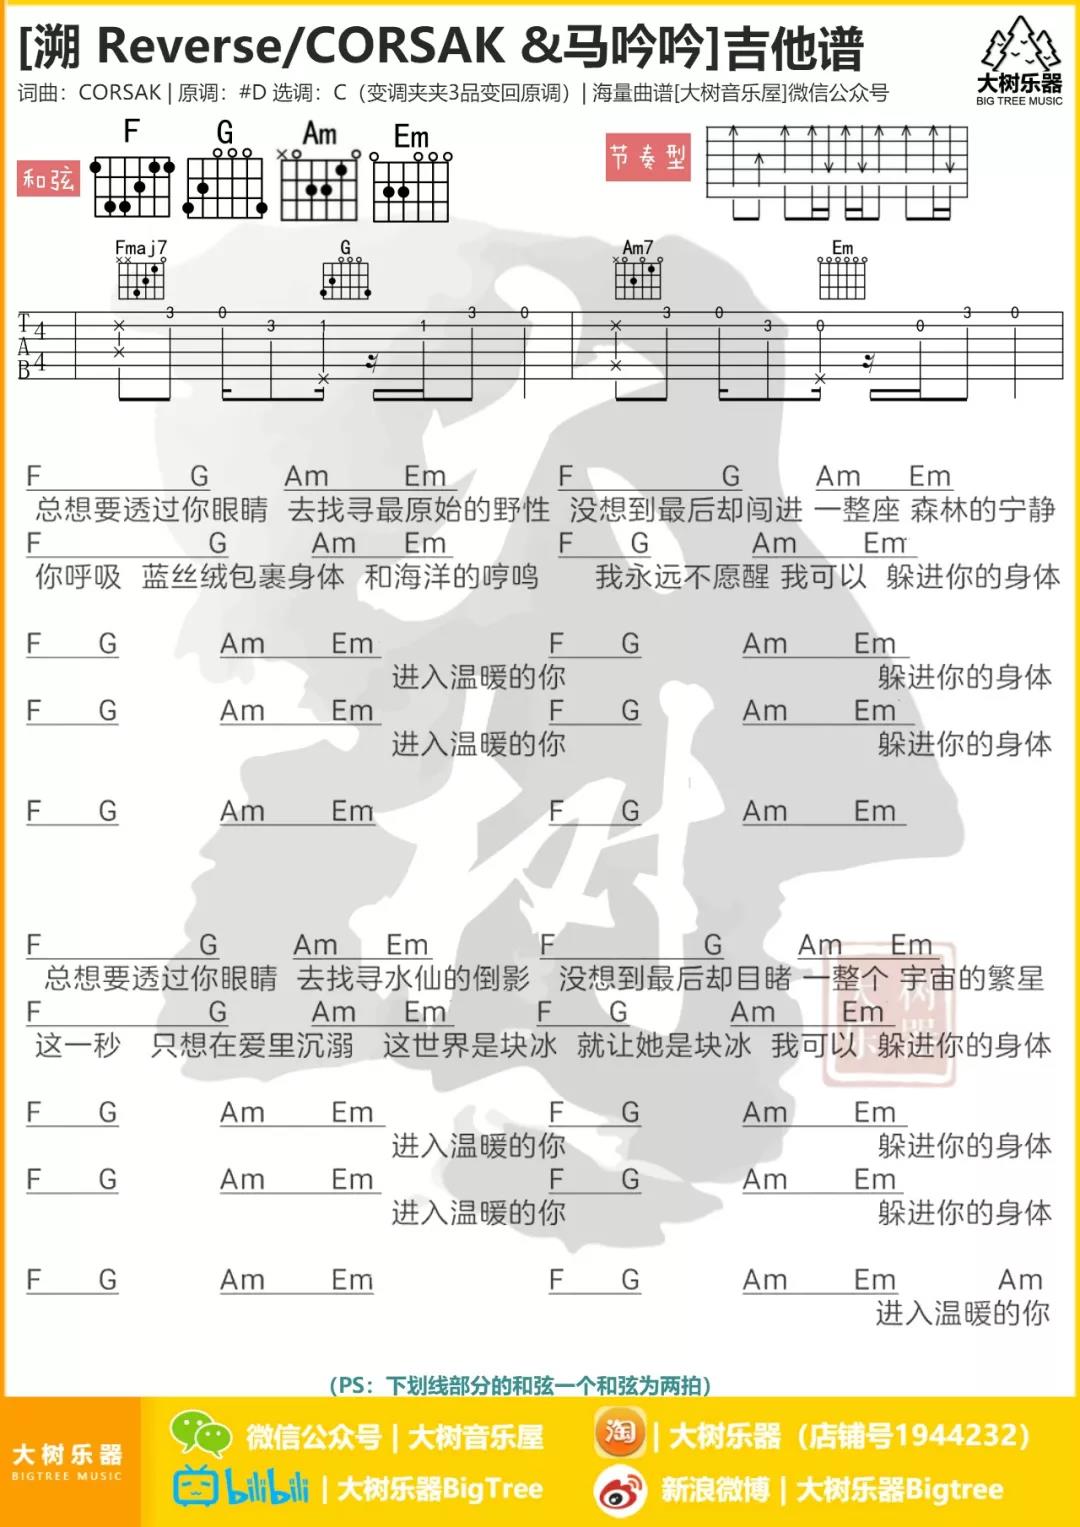 [溯 Reverse/CORSAK &马吟吟]吉他谱
大树乐器
BIG TREE MUSIC
词曲：CORSAK | 原调：#D 选调：C（变调夹夹3品变回原调）| 海量曲谱[大树音乐屋]微信公众号
和弦 F G Am Em 节奏型
Fmaj7 G Am7 Em
T A B 4 4
3 0 3 1 1 3 0 3 0 3 0 0 3 0
F G Am Em F G Am Em
总想要透过你眼睛 去找寻最原始的野性 没想到最后却闯进 一整座 森林的宁静
F G Am Em F G Am Em
你呼吸 蓝丝绒包裹身体 和海洋的哼鸣 我永远不愿醒 我可以 躲进你的身体
F G Am Em F G Am Em
进入温暖的你 躲进你的身体
F G Am Em F G Am Em
进入温暖的你 躲进你的身体
F G Am Em F G Am Em
F G Am Em F G Am Em
总想要透过你眼睛 去找寻水仙的倒影 没想到最后却目睹 一整个 宇宙的繁星
F G Am Em F G Am Em
这一秒 只想在爱里沉溺 这世界是块冰 就让她是块冰 我可以 躲进你的身体
F G Am Em F G Am Em
进入温暖的你 躲进你的身体
F G Am Em F G Am Em
进入温暖的你 躲进你的身体
F G Am Em F G Am Em Am
进入温暖的你
（PS：下划线部分的和弦一个和弦为两拍）
大树乐器
BIGTREE MUSIC
微信公众号 | 大树音乐屋
淘 | 大树乐器（店铺号1944232）
bilibili | 大树乐器BigTree
新浪微博 | 大树乐器Bigtree
大树
大树乐器